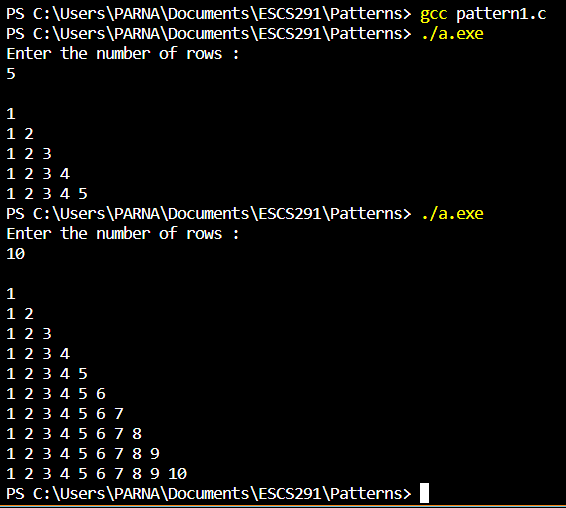 PS C:\Users\PARNA\Documents\ESCS291\Patterns> gcc pattern1.c
PS C:\Users\PARNA\Documents\ESCS291\Patterns> ./a.exe
Enter the number of rows :
5
1
1 2
1 2 3
1 2 3 4
1 2 3 4 5
PS C:\Users\PARNA\Documents\ESCS291\Patterns> ./a.exe
Enter the number of rows :
10
1
1 2
1 2 3
1 2 3 4
1 2 3 4 5
1 2 3 4 5 6
1 2 3 4 5 6 7
1 2 3 4 5 6 7 8
1 2 3 4 5 6 7 8 9
1 2 3 4 5 6 7 8 9 10
PS C:\Users\PARNA\Documents\ESCS291\Patterns>